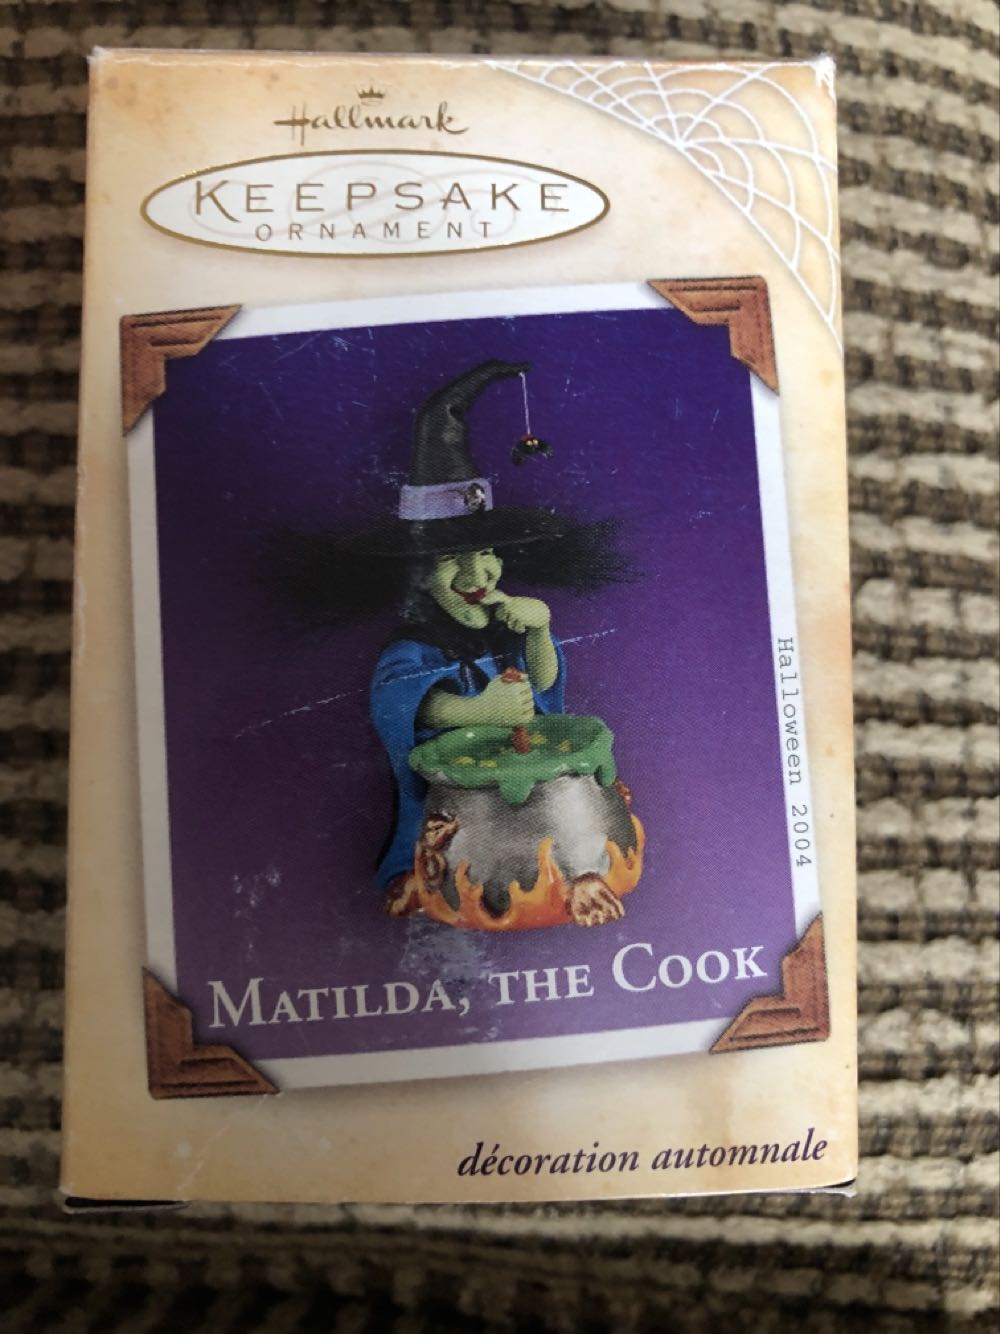 Hallmark
KEEPSAKE
ORNAMENT
Halloween 2004
MATILDA, THE COOK
décoration automnale